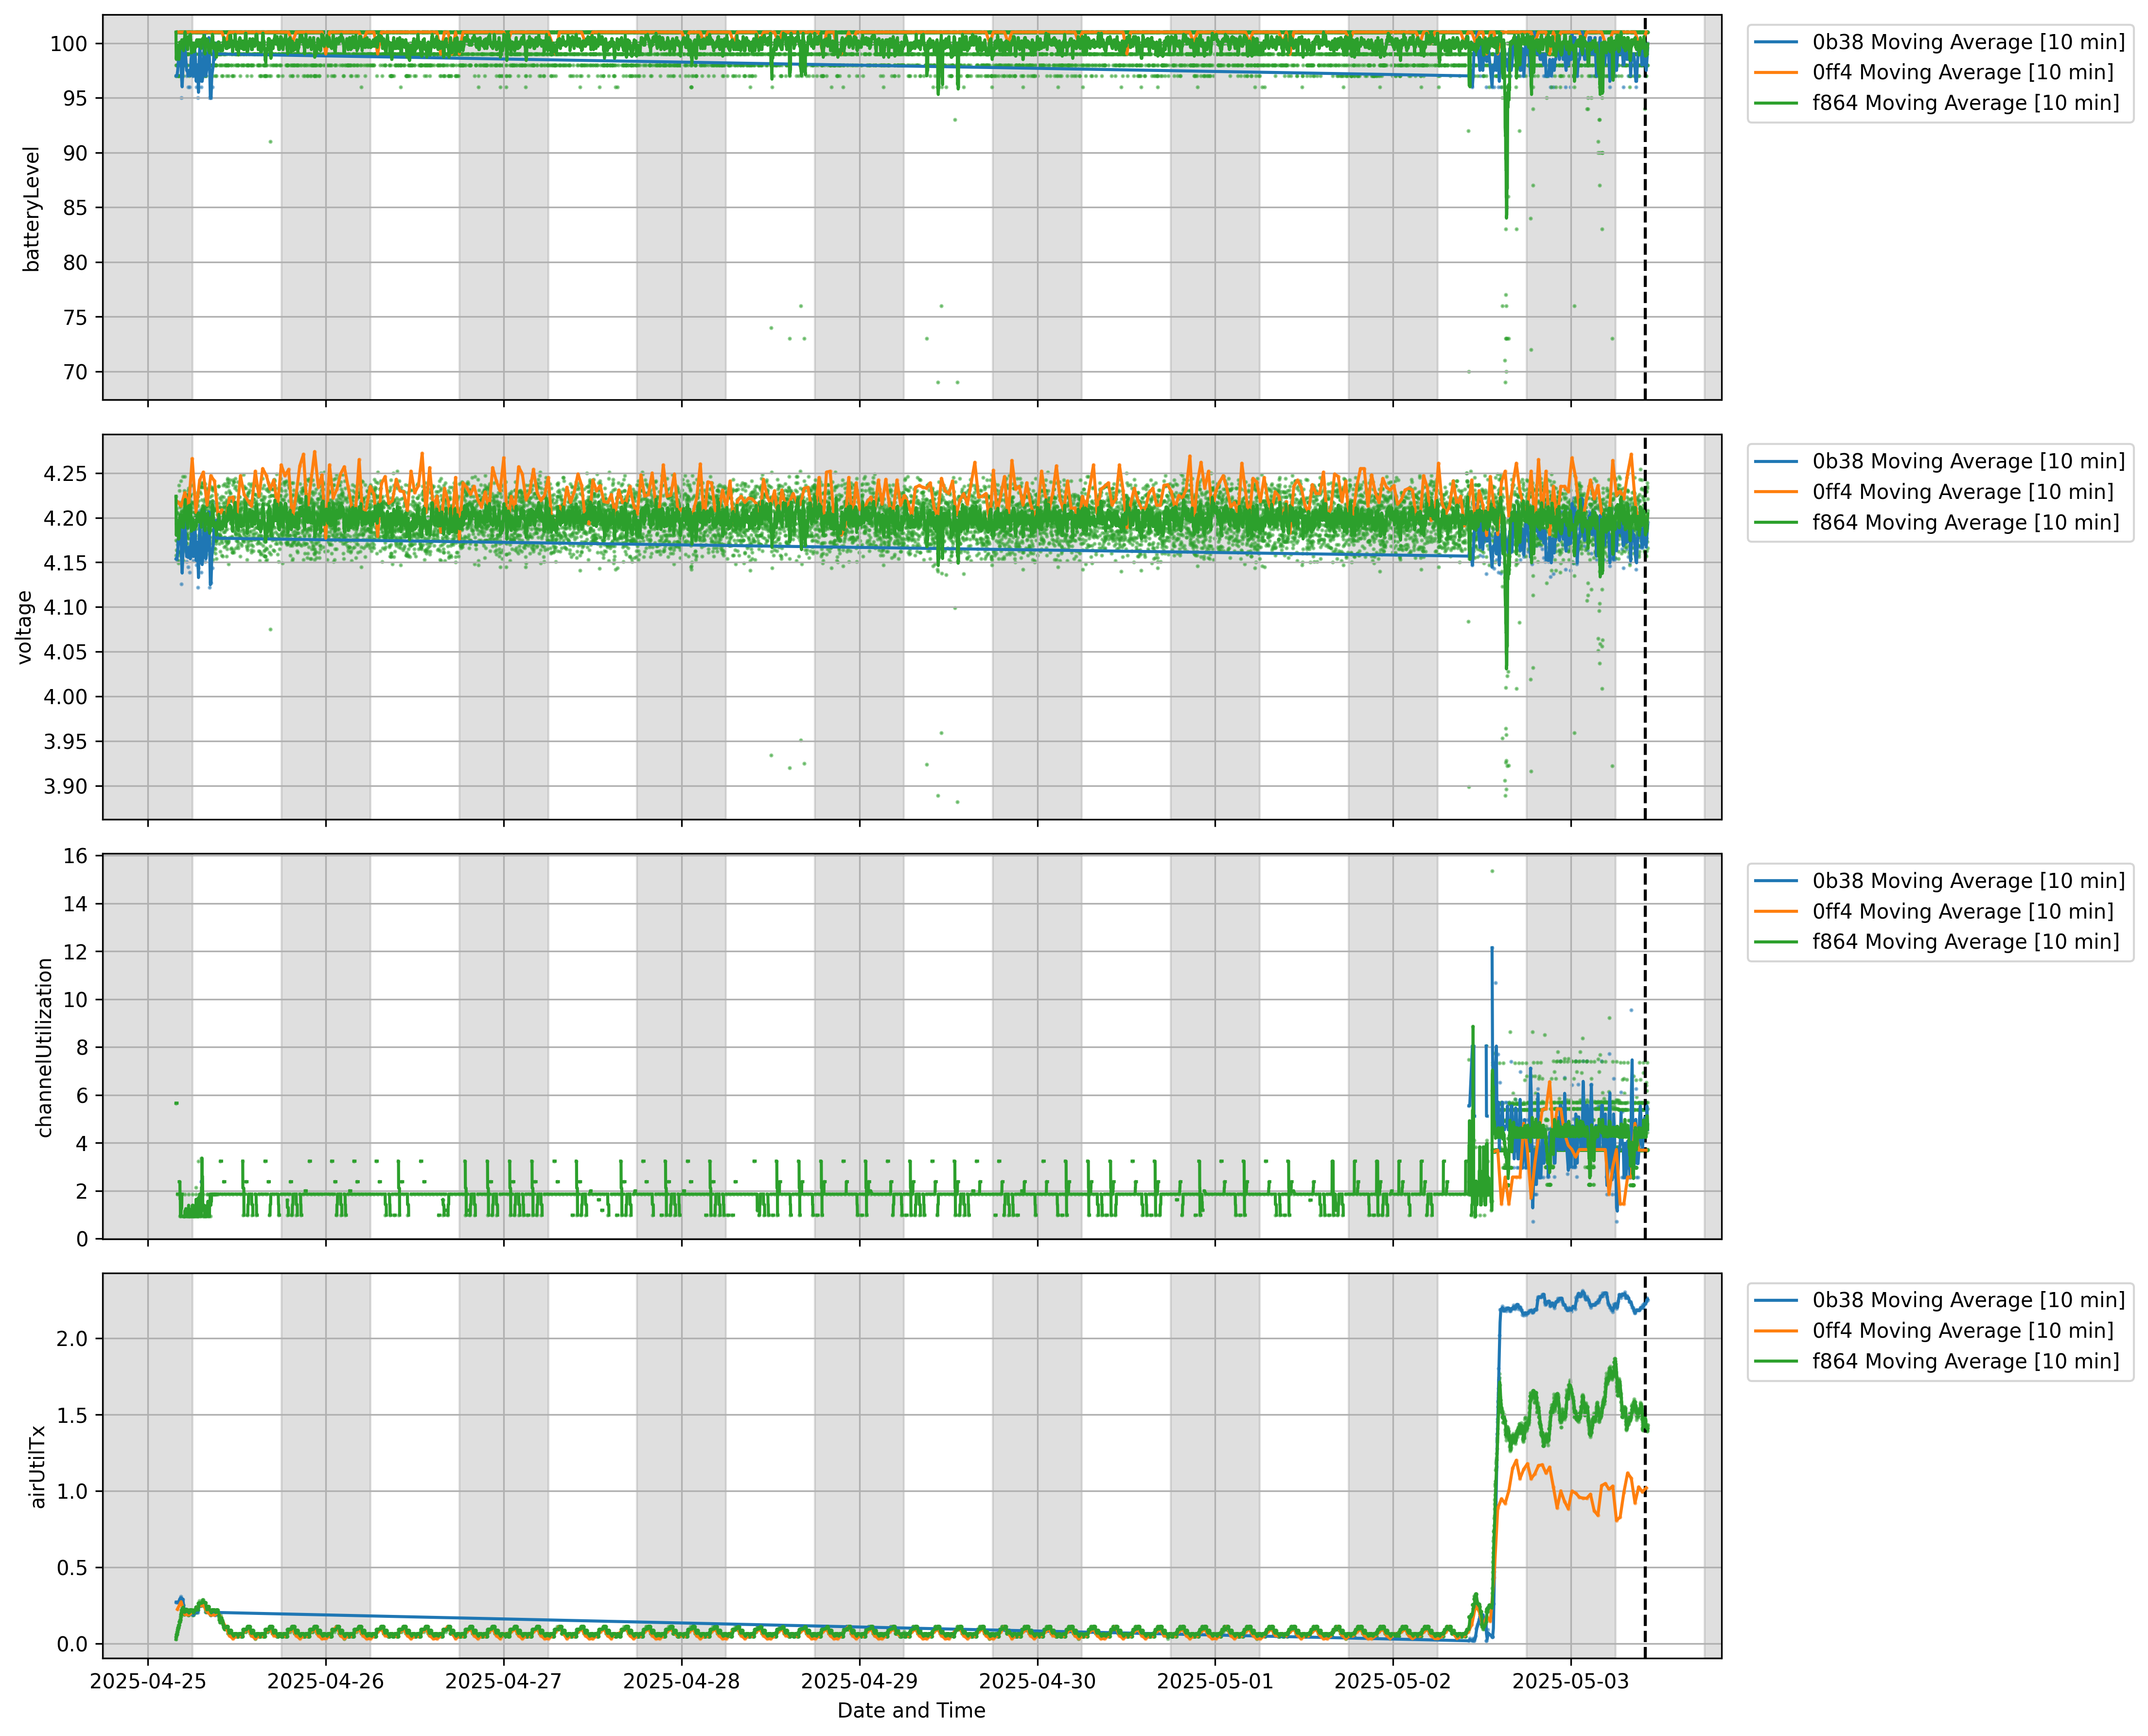 100
95
90
85
80
75
70
batteryLevel
0b38 Moving Average [10 min]
0ff4 Moving Average [10 min]
f864 Moving Average [10 min]
4.25
4.20
4.15
4.10
4.05
4.00
3.95
3.90
voltage
0b38 Moving Average [10 min]
0ff4 Moving Average [10 min]
f864 Moving Average [10 min]
16
14
12
10
8
6
4
2
0
channelUtilization
0b38 Moving Average [10 min]
0ff4 Moving Average [10 min]
f864 Moving Average [10 min]
2.0
1.5
1.0
0.5
0.0
airUtilTx
0b38 Moving Average [10 min]
0ff4 Moving Average [10 min]
f864 Moving Average [10 min]
2025-04-25 2025-04-26 2025-04-27 2025-04-28 2025-04-29 2025-04-30 2025-05-01 2025-05-02 2025-05-03
Date and Time